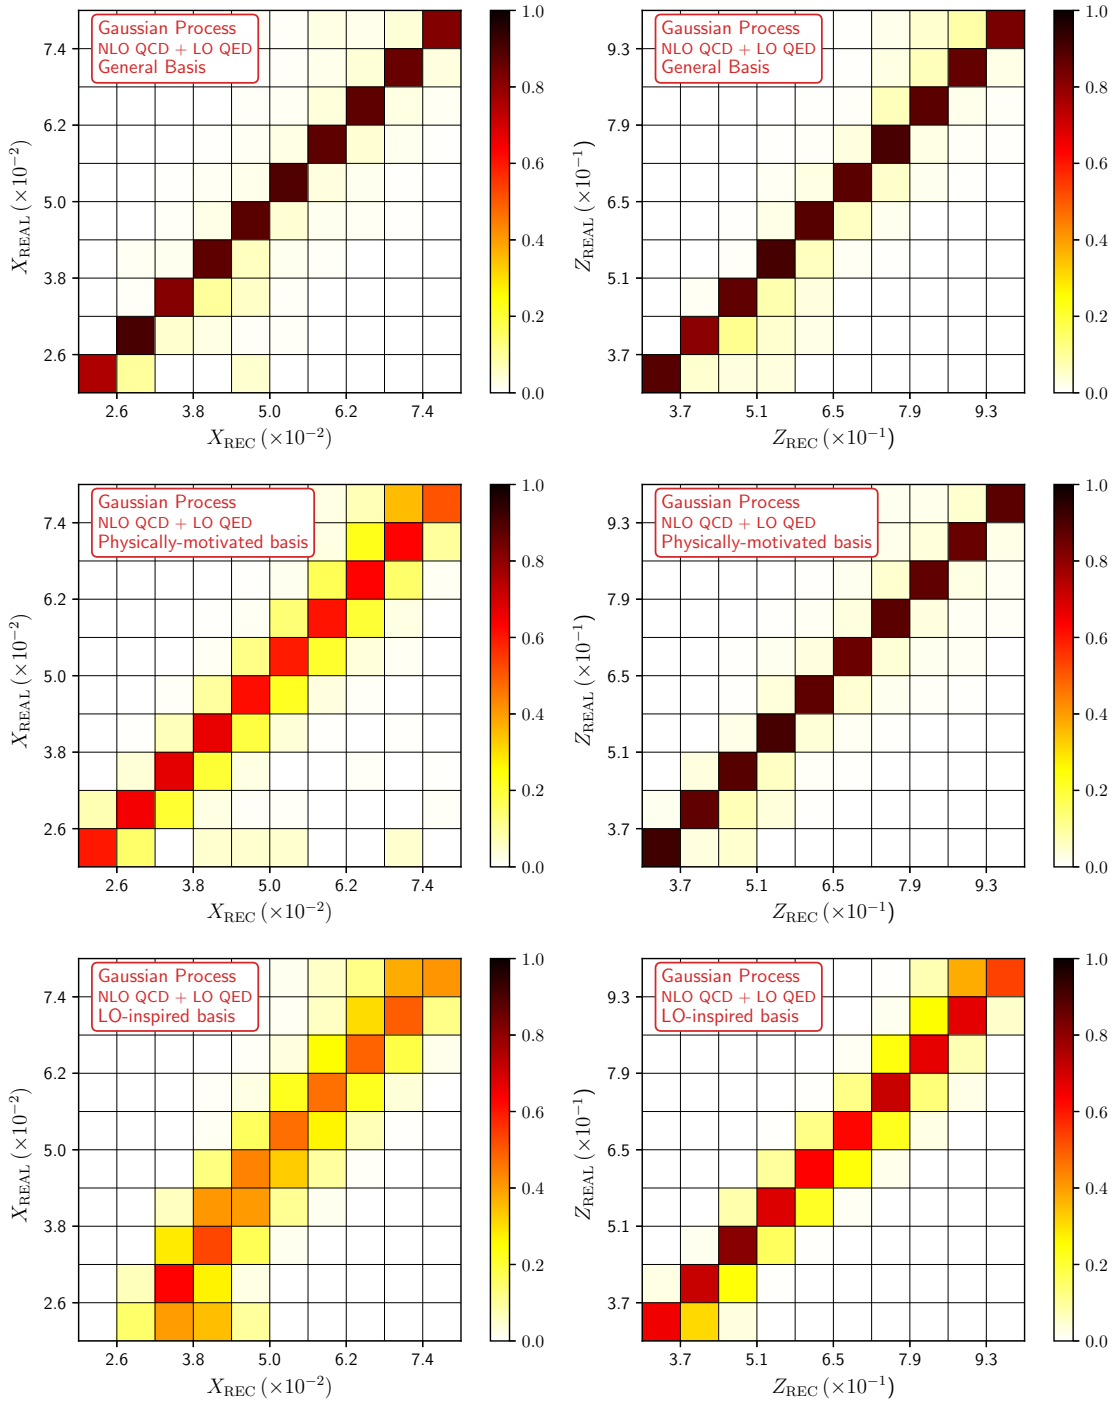 Gaussian Process
NLO QCD + LO QED
General Basis
7.4
6.2
5.0
3.8
2.6
X_REAL (×10⁻²)
2.6 3.8 5.0 6.2 7.4
X_REC (×10⁻²)
1.0
0.8
0.6
0.4
0.2
0.0
Gaussian Process
NLO QCD + LO QED
General Basis
9.3
7.9
6.5
5.1
3.7
Z_REAL (×10⁻¹)
3.7 5.1 6.5 7.9 9.3
Z_REC (×10⁻¹)
1.0
0.8
0.6
0.4
0.2
0.0
Gaussian Process
NLO QCD + LO QED
Physically-motivated basis
7.4
6.2
5.0
3.8
2.6
X_REAL (×10⁻²)
2.6 3.8 5.0 6.2 7.4
X_REC (×10⁻²)
1.0
0.8
0.6
0.4
0.2
0.0
Gaussian Process
NLO QCD + LO QED
Physically-motivated basis
9.3
7.9
6.5
5.1
3.7
Z_REAL (×10⁻¹)
3.7 5.1 6.5 7.9 9.3
Z_REC (×10⁻¹)
1.0
0.8
0.6
0.4
0.2
0.0
Gaussian Process
NLO QCD + LO QED
LO-inspired basis
7.4
6.2
5.0
3.8
2.6
X_REAL (×10⁻²)
2.6 3.8 5.0 6.2 7.4
X_REC (×10⁻²)
1.0
0.8
0.6
0.4
0.2
0.0
Gaussian Process
NLO QCD + LO QED
LO-inspired basis
9.3
7.9
6.5
5.1
3.7
Z_REAL (×10⁻¹)
3.7 5.1 6.5 7.9 9.3
Z_REC (×10⁻¹)
1.0
0.8
0.6
0.4
0.2
0.0